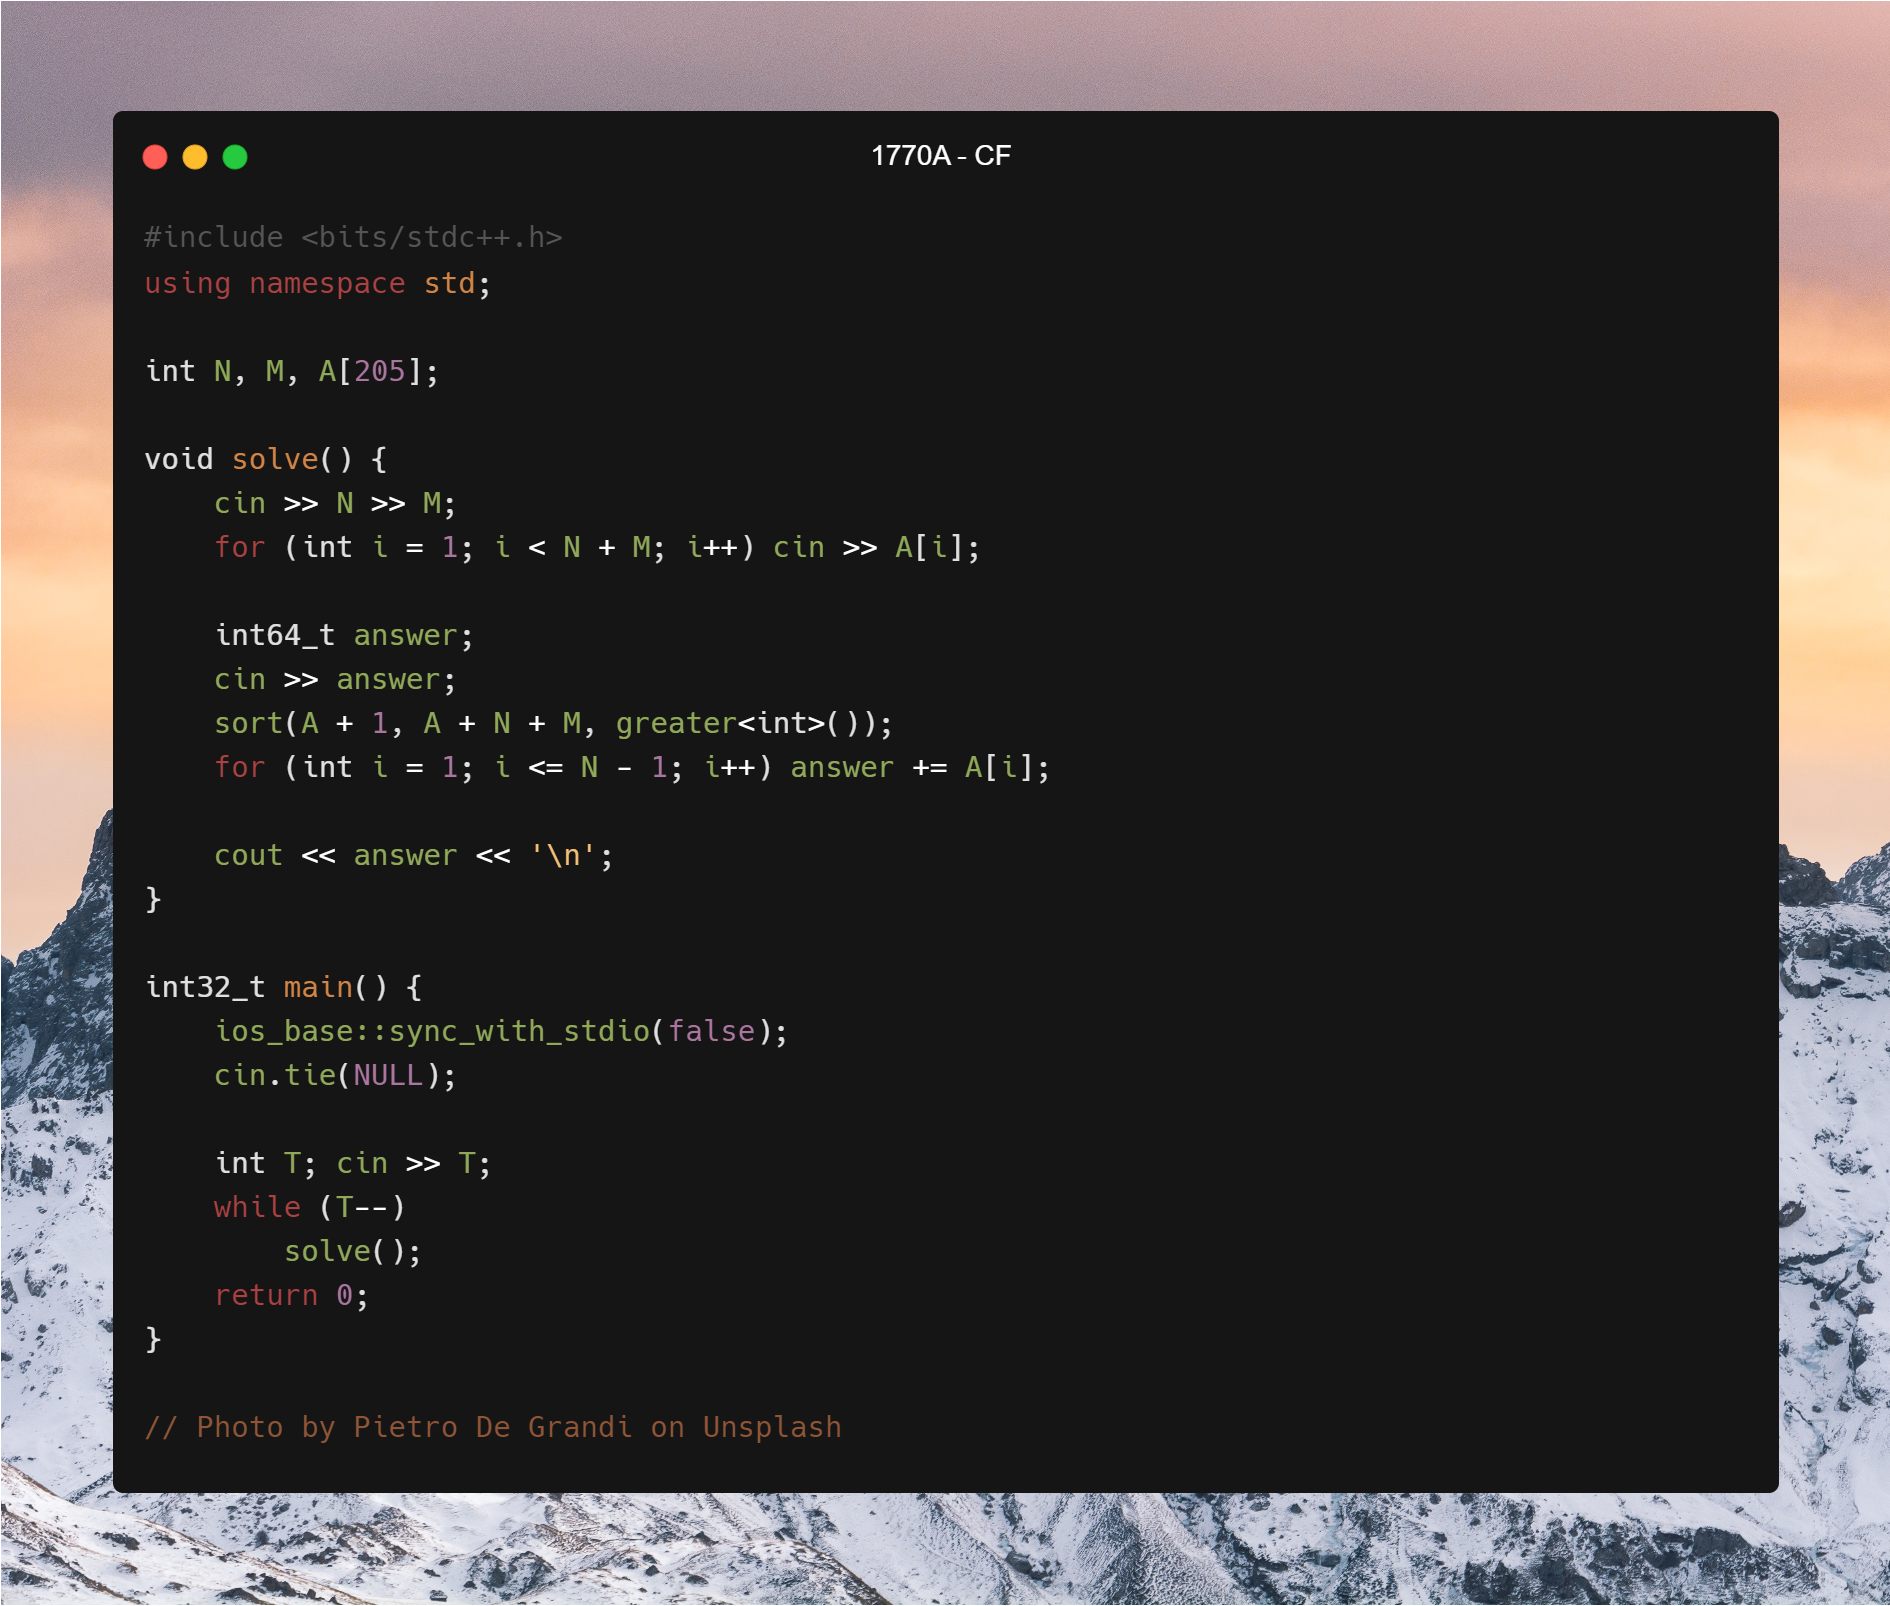 1770A - CF
#include <bits/stdc++.h>
using namespace std;
int N, M, A[205];
void solve() {
    cin >> N >> M;
    for (int i = 1; i < N + M; i++) cin >> A[i];
    int64_t answer;
    cin >> answer;
    sort(A + 1, A + N + M, greater<int>());
    for (int i = 1; i <= N - 1; i++) answer += A[i];
    cout << answer << '\n';
}
int32_t main() {
    ios_base::sync_with_stdio(false);
    cin.tie(NULL);
    int T; cin >> T;
    while (T--)
        solve();
    return 0;
}
// Photo by Pietro De Grandi on Unsplash